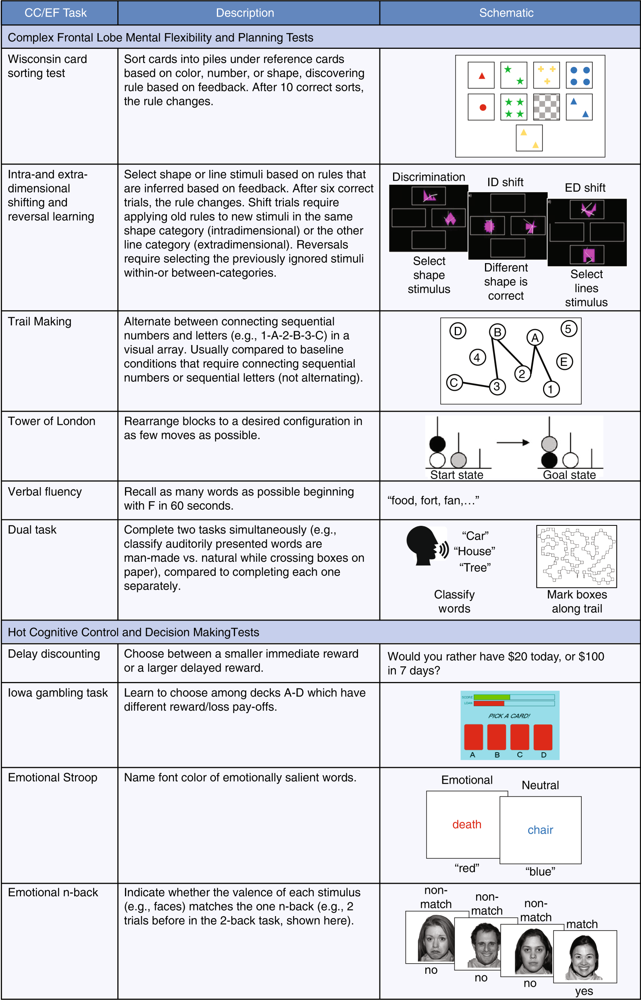 CC/EF Task
Description
Schematic
Complex Frontal Lobe Mental Flexibility and Planning Tests
Wisconsin card
sorting test
Sort cards into piles under reference cards
based on color, number, or shape, discovering
rule based on feedback. After 10 correct sorts,
the rule changes.
Intra-and extra-
dimensional
shifting and
reversal learning
Select shape or line stimuli based on rules that
are inferred based on feedback. After six correct
trials, the rule changes. Shift trials require
applying old rules to new stimuli in the same
shape category (intradimensional) or the other
line category (extradimensional). Reversals
require selecting the previously ignored stimuli
within-or between-categories.
Discrimination
ID shift
ED shift
e)
d)
Select
shape
stimulus
Different
shape is
correct
Select
lines
stimulus
Trail Making
Alternate between connecting sequential
numbers and letters (e.g., 1-A-2-B-3-C) in a
visual array. Usually compared to baseline
conditions that require connecting sequential
numbers or sequential letters (not alternating).
D
B
A
5
4
E
2
C
3
1
Tower of London
Rearrange blocks to a desired configuration in
as few moves as possible.
Start state
Goal state
Verbal fluency
Recall as many words as possible beginning
with F in 60 seconds.
“food, fort, fan,…”
Dual task
Complete two tasks simultaneously (e.g.,
classify auditorily presented words are
man-made vs. natural while crossing boxes on
paper), compared to completing each one
separately.
“Car”
“House”
“Tree”
Classify
words
Mark boxes
along trail
Hot Cognitive Control and Decision MakingTests
Delay discounting
Choose between a smaller immediate reward
or a larger delayed reward.
Would you rather have $20 today, or $100
in 7 days?
Iowa gambling task
Learn to choose among decks A-D which have
different reward/loss pay-offs.
SCORE
LOAN
PICK A CARD!
A B C D
Emotional Stroop
Name font color of emotionally salient words.
Emotional
Neutral
death
chair
“red”
“blue”
Emotional n-back
Indicate whether the valence of each stimulus
(e.g., faces) matches the one n-back (e.g., 2
trials before in the 2-back task, shown here).
non-
match
non-
match
non-
match
match
no
no
no
yes